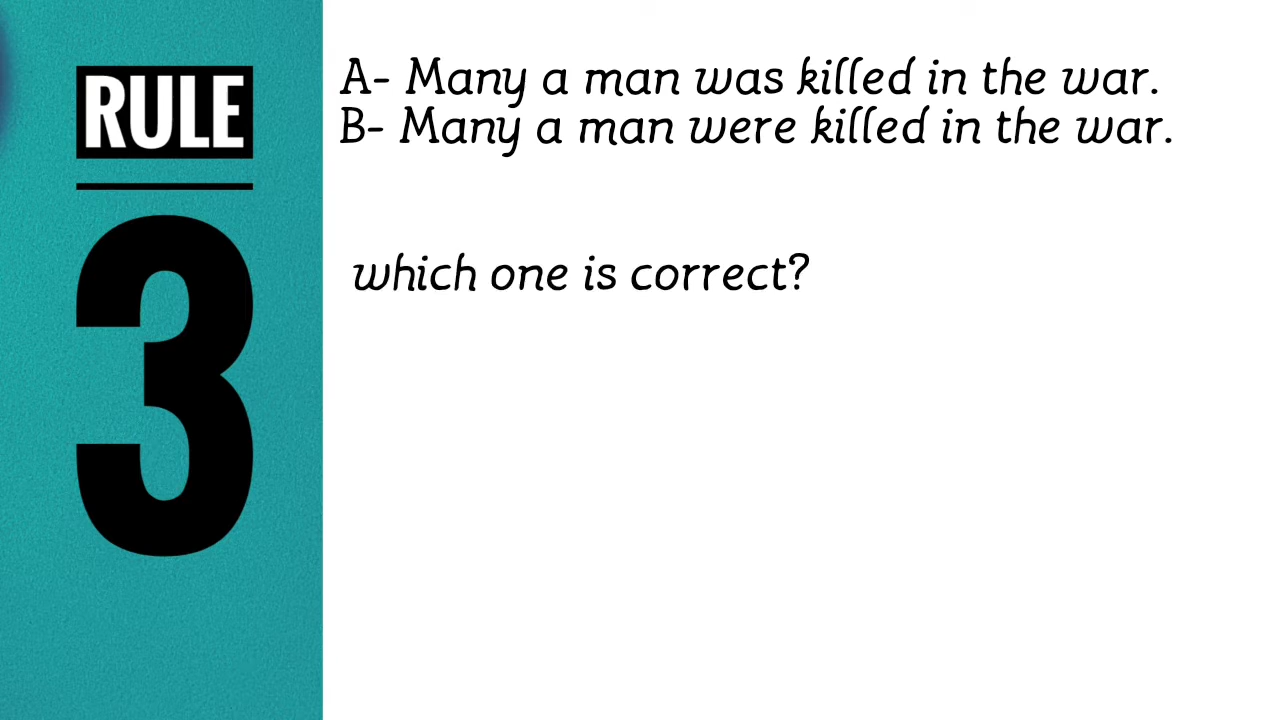 RULE
3
A- Many a man was killed in the war.
B- Many a man were killed in the war.
which one is correct?